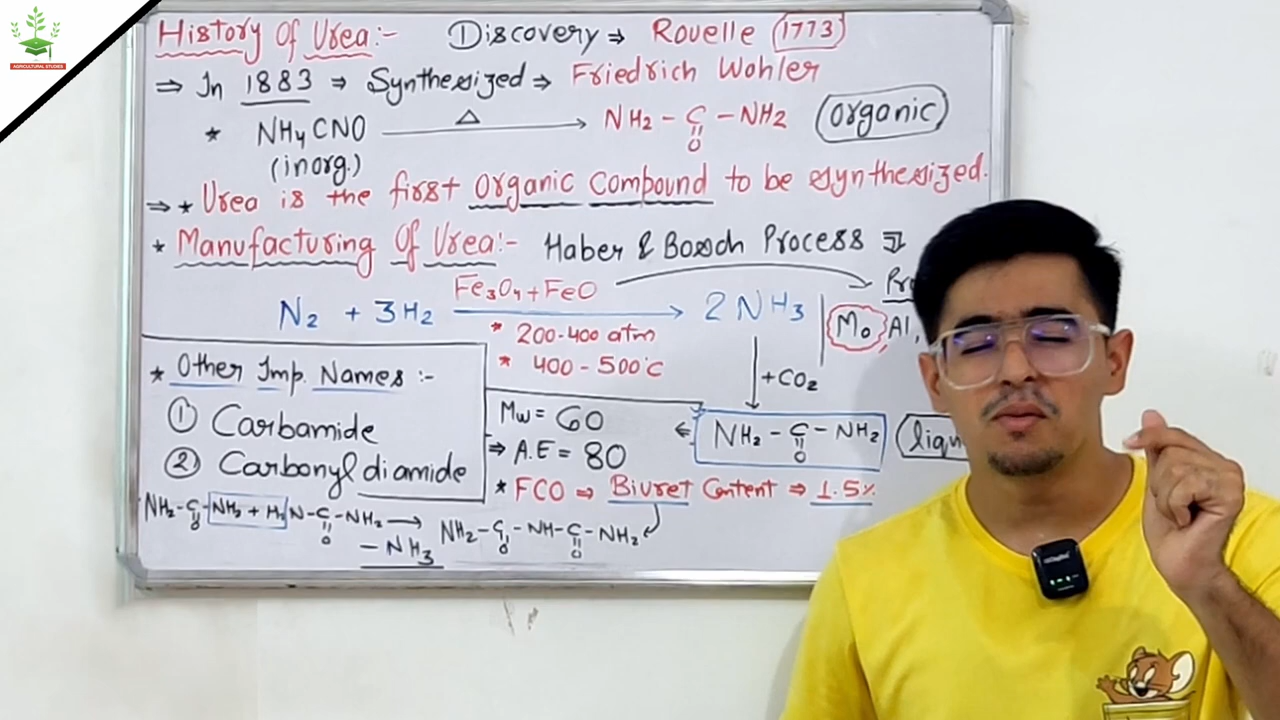 AGRICULTURAL STUDIES
History Of Urea:- Discovery → Rouelle (1773)
⇒ In 1883 ⇒ Synthesized ⇒ Friedrich Wohler
* NH4CNO Δ → NH2 - C - NH2 (organic)
(inorg.) O
⇒ * Urea is the first Organic Compound to be synthesized.
* Manufacturing Of Urea:- Haber & Bosch Process
Fe3O4 + FeO
N2 + 3H2 → 2NH3 Mo Al,
* 200-400 atm
* 400 - 500°C
+CO2
NH2 - C - NH2
O
* Other Imp. Names :-
① Carbamide
② Carbonyl diamide
Mw = 60
⇒ A.E = 80
* FCO ⇒ Biuret Content ⇒ 1.5%
NH2-C-NH2 + H2N-C-NH2 → NH2-C-NH-C-NH2
O O - NH3 O O